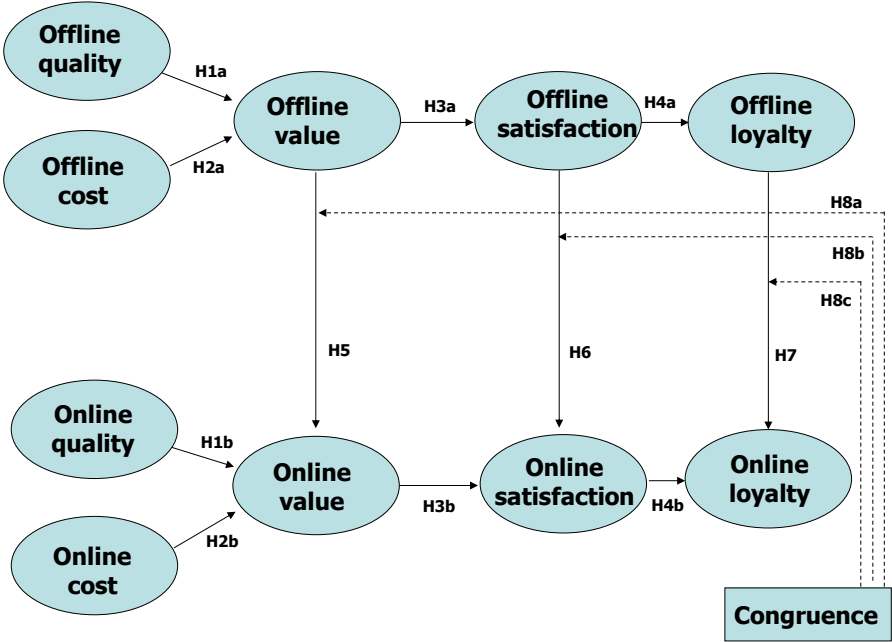 Offline
quality
H1a
Offline
value
H3a
Offline
satisfaction
H4a
Offline
loyalty
Offline
cost
H2a
H8a
H8b
H8c
H5
H6
H7
Online
quality
H1b
Online
value
H3b
Online
satisfaction
H4b
Online
loyalty
Online
cost
H2b
Congruence